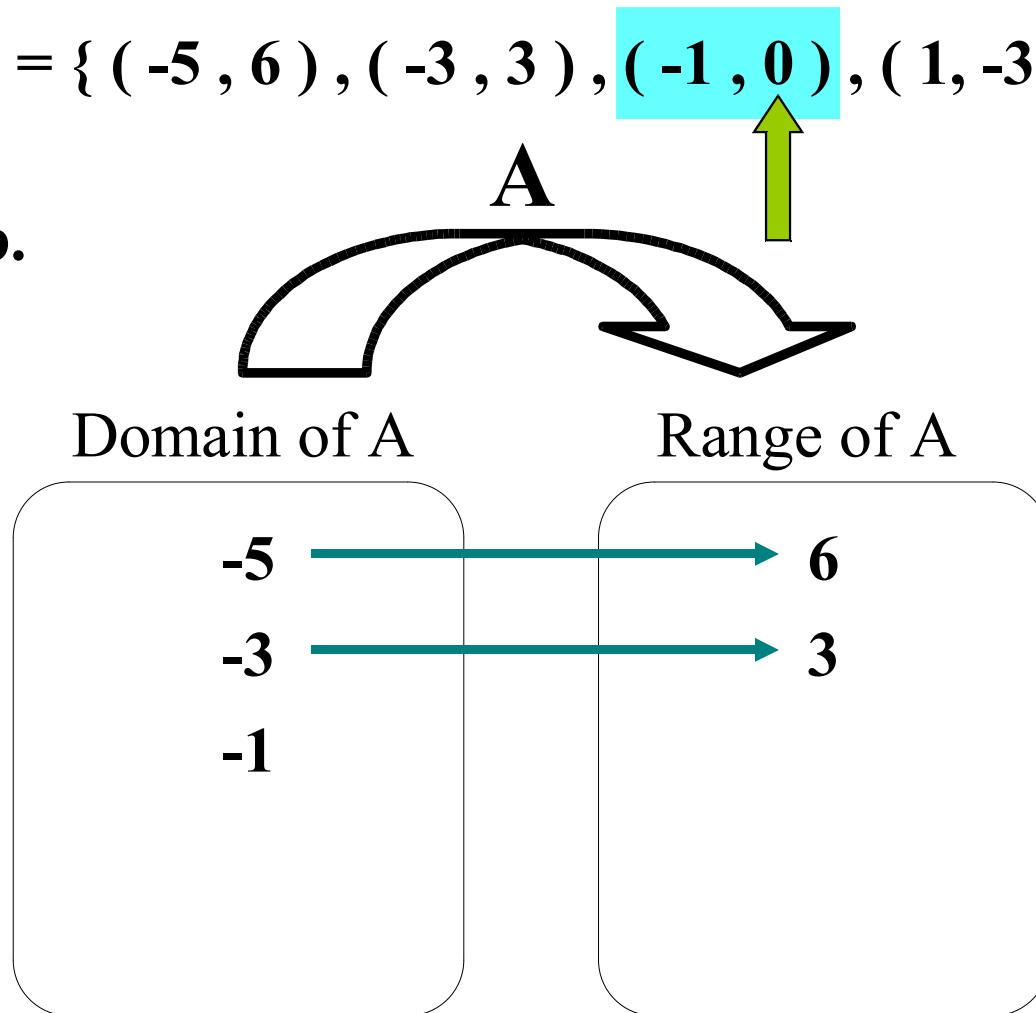 = { ( -5 , 6 ) , ( -3 , 3 ) , ( -1 , 0 ) , ( 1, -3
A
b.
Domain of A Range of A
-5 6
-3 3
-1